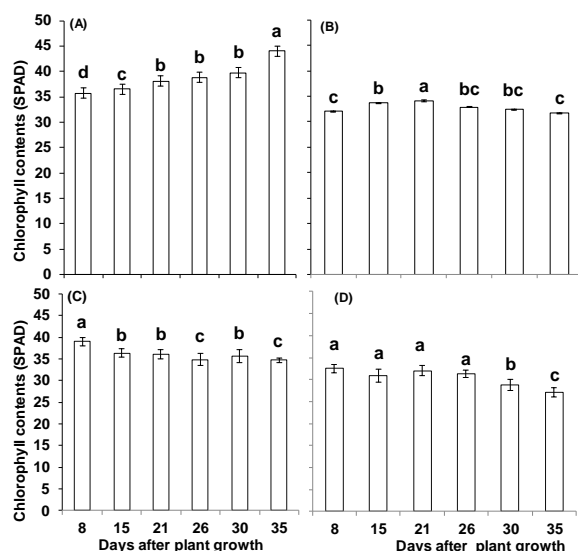 (A)
Chlorophyll contents (SPAD)
50
45
40
35
30
25
20
15
10
5
0
d c b b b a
(B)
c b a bc bc c
(C)
Chlorophyll contents (SPAD)
50
45
40
35
30
25
20
15
10
5
0
a b b c b c
8 15 21 26 30 35
Days after plant growth
(D)
a a a a b c
8 15 21 26 30 35
Days after plant growth